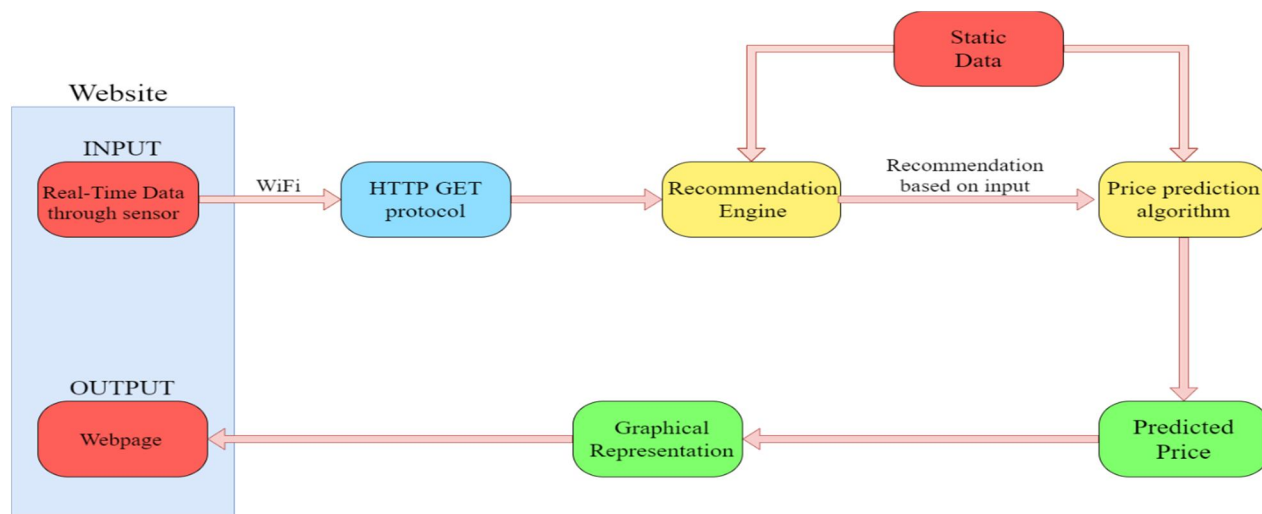 Static
Data
Website
INPUT
Real-Time Data
through sensor
WiFi
HTTP GET
protocol
Recommendation
Engine
Recommendation
based on input
Price prediction
algorithm
OUTPUT
Webpage
Graphical
Representation
Predicted
Price